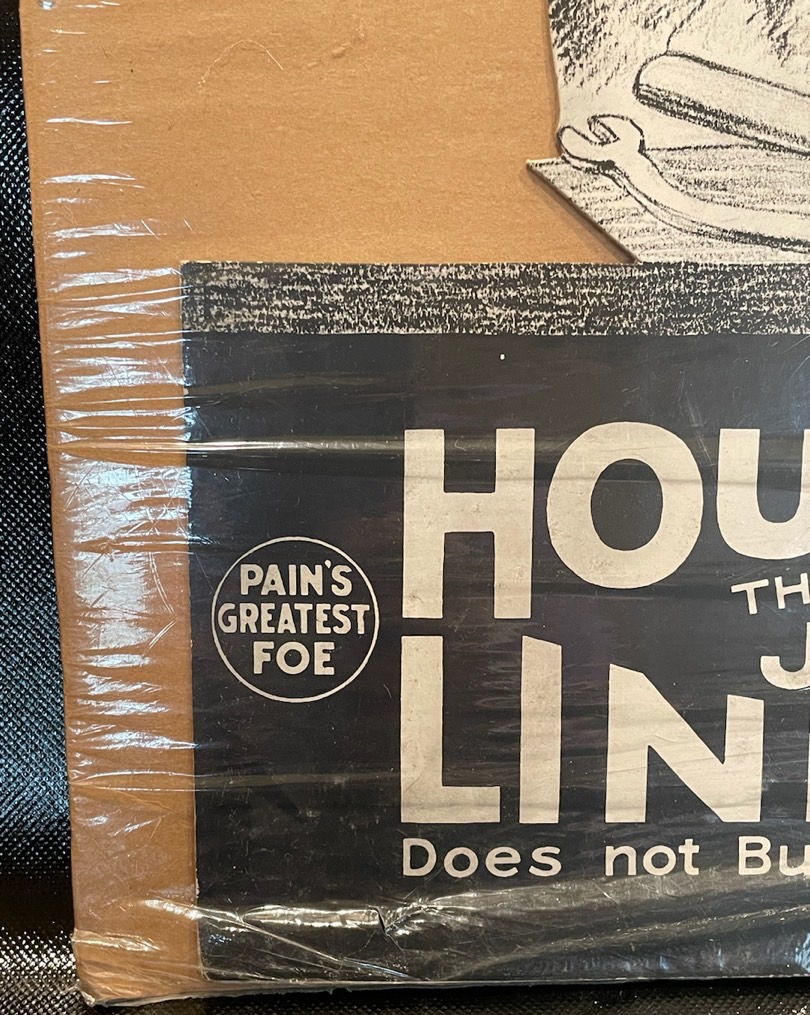 PAIN'S
GREATEST
FOE
HOU
TH
J
LIN
Does not Bu